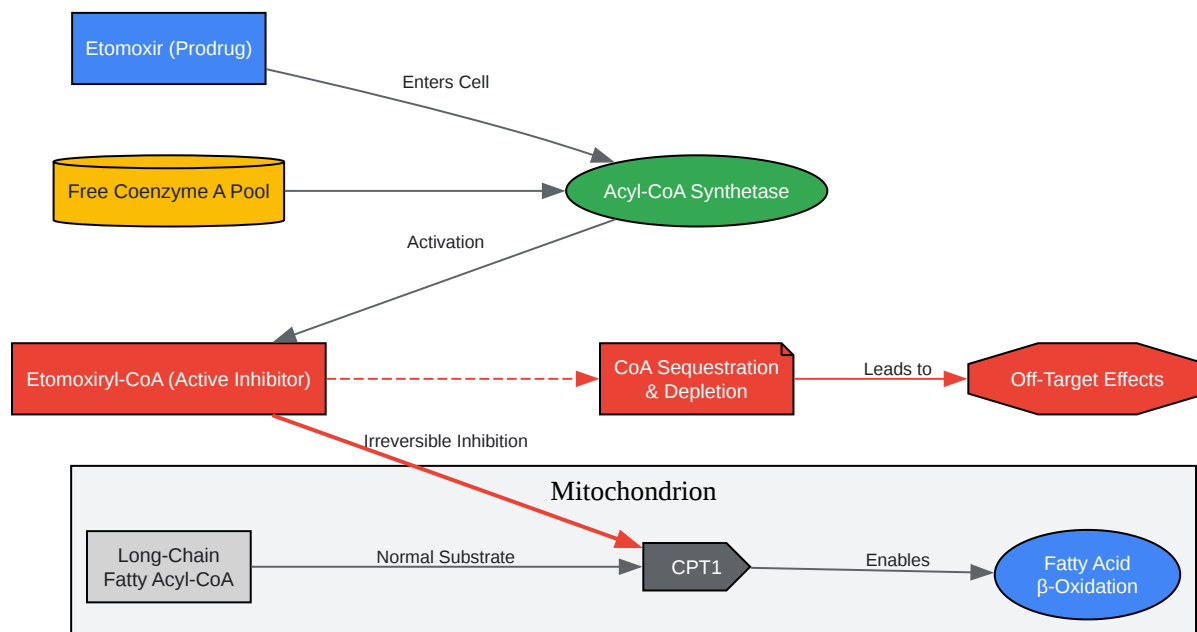 Etomoxir (Prodrug)
Enters Cell
Free Coenzyme A Pool
Acyl-CoA Synthetase
Activation
Etomoxiryl-CoA (Active Inhibitor)
CoA Sequestration
& Depletion
Leads to
Off-Target Effects
Irreversible Inhibition
Mitochondrion
Long-Chain
Fatty Acyl-CoA
Normal Substrate
CPT1
Enables
Fatty Acid
β-Oxidation